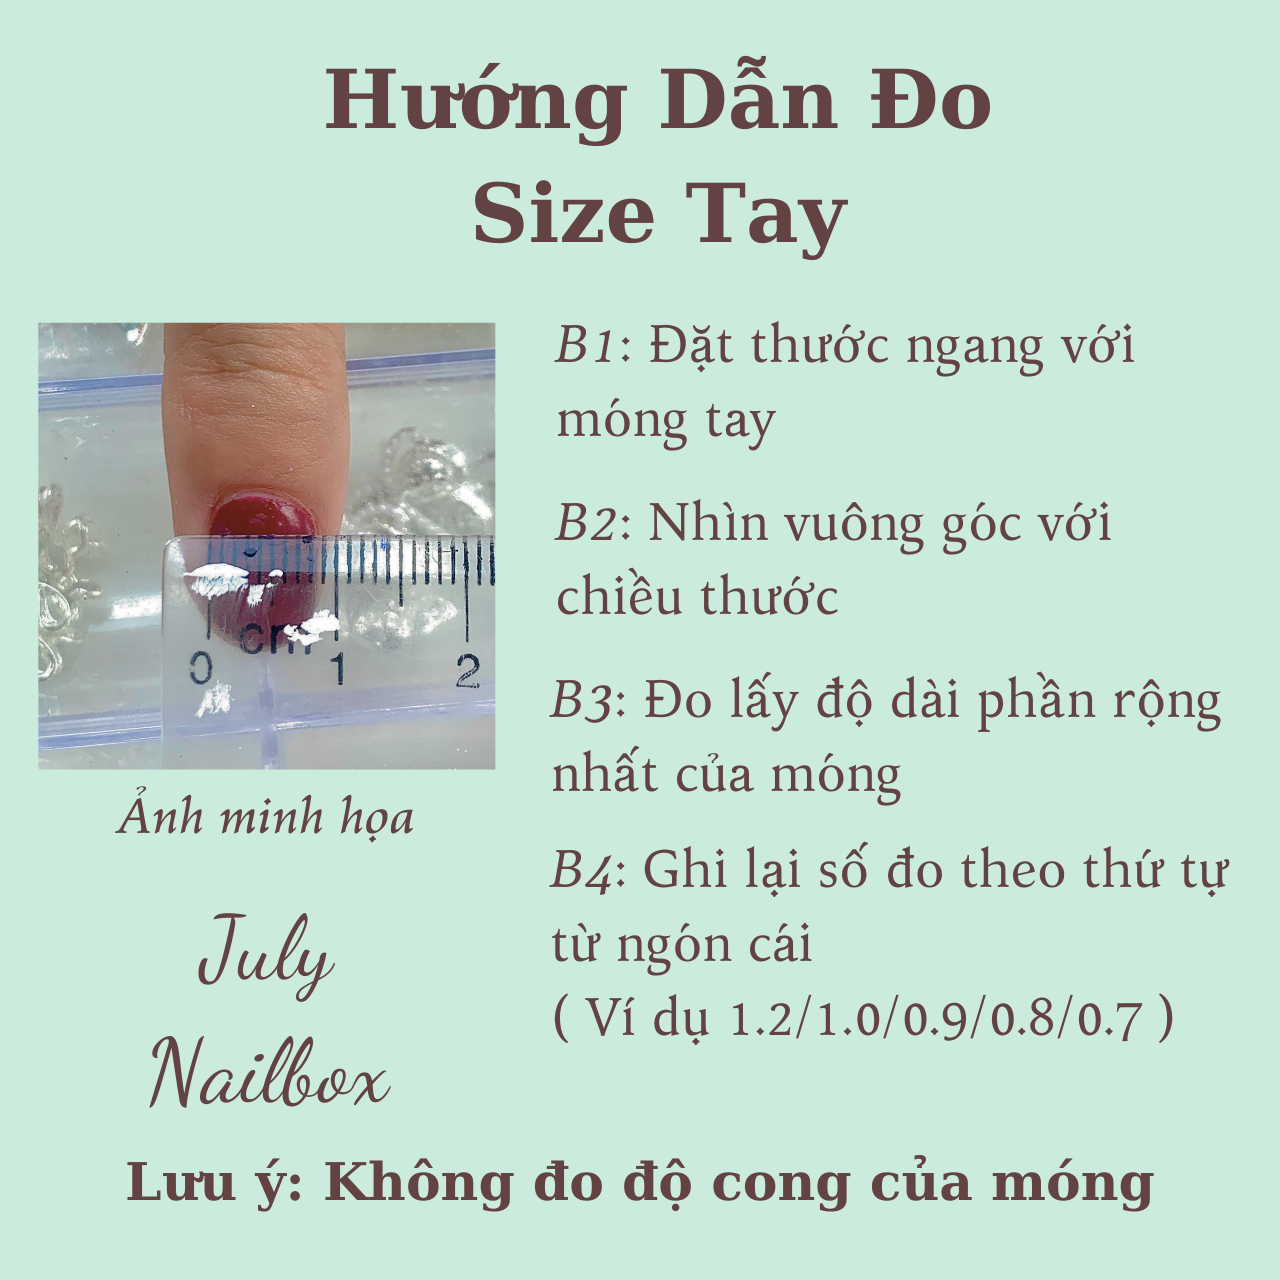 Hướng Dẫn Đo
Size Tay
B1: Đặt thước ngang với
móng tay
B2: Nhìn vuông góc với
chiều thước
B3: Đo lấy độ dài phần rộng
nhất của móng
B4: Ghi lại số đo theo thứ tự
từ ngón cái
( Ví dụ 1.2/1.0/0.9/0.8/0.7 )
cm
0 1 2
Ảnh minh họa
July
Nailbox
Lưu ý: Không đo độ cong của móng